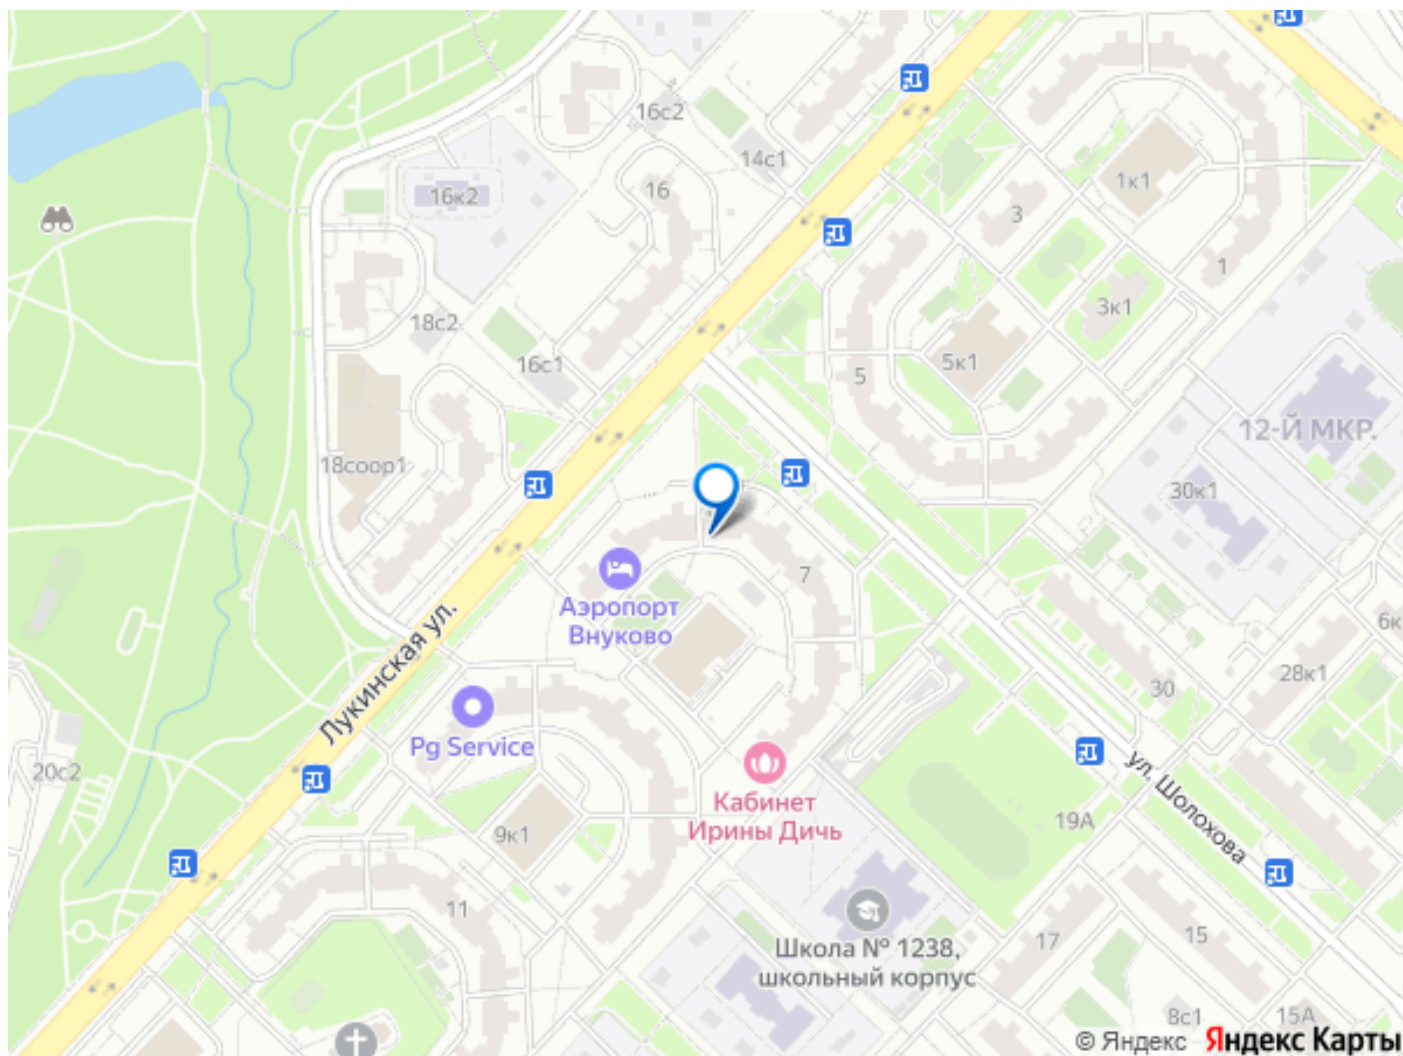 16с2
14с1
16к2
16
1к1
3
1
18с2
3к1
16с1
5к1
5
12-Й МКР.
18соор1
30к1
7
Аэропорт
Внуково
6к
Лукинская ул.
28к1
30
Pg Service
20с2
ул. Шолохова
Кабинет
Ирины Дичь
19А
9к1
11
17
15
Школа № 1238,
школьный корпус
8с1
15А
© Яндекс Яндекс Карты